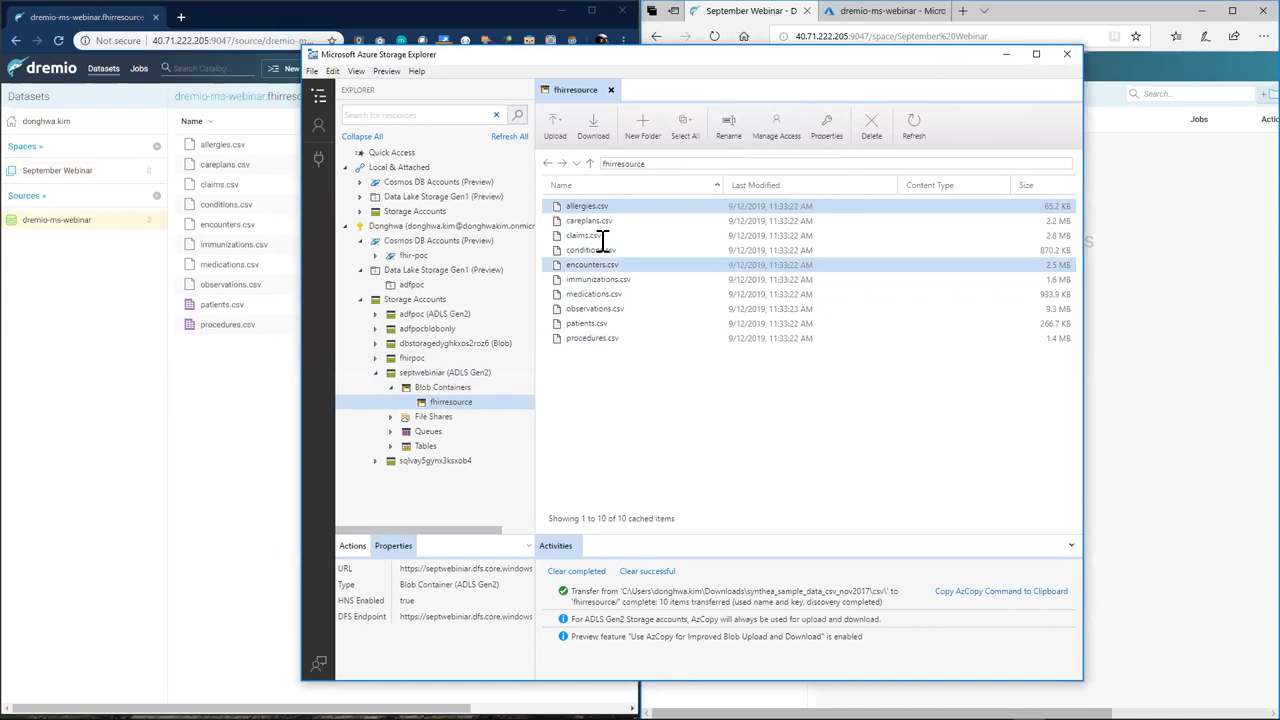 dremio-ms-webinar.fhirresource
Not secure | 40.71.222.205:9047/source/dremio-m...
dremio
Datasets
Jobs
Search Catalog...
New
Datasets
donghwa.kim
Spaces »
September Webinar 6
Sources »
dremio-ms-webinar 2
dremio-ms-webinar.fhirreso
Name
allergies.csv
careplans.csv
claims.csv
conditions.csv
encounters.csv
immunizations.csv
medications.csv
observations.csv
patients.csv
procedures.csv
Microsoft Azure Storage Explorer
File Edit View Preview Help
EXPLORER
Search for resources
Collapse All Refresh All
Quick Access
Local & Attached
Cosmos DB Accounts (Preview)
Data Lake Storage Gen1 (Preview)
Storage Accounts
Donghwa (donghwa.kim@donghwakim.onmicr
Cosmos DB Accounts (Preview)
fhir-poc
Data Lake Storage Gen1 (Preview)
adfpoc
Storage Accounts
adfpoc (ADLS Gen2)
adfpocblobonly
dbstoragedyghkxos2roz6 (Blob)
fhirpoc
septwebiniar (ADLS Gen2)
Blob Containers
fhirresource
File Shares
Queues
Tables
sqlvay5gynx3ksxob4
Actions Properties
URL https://septwebiniar.dfs.core.windows
Type Blob Container (ADLS Gen2)
HNS Enabled true
DFS Endpoint https://septwebiniar.dfs.core.windows
fhirresource
Upload Download New Folder Select All Rename Manage Access Properties Delete Refresh
fhirresource
Name Last Modified Content Type Size
allergies.csv 9/12/2019, 11:33:22 AM 65.2 KB
careplans.csv 9/12/2019, 11:33:22 AM 2.2 MB
claims.csv 9/12/2019, 11:33:22 AM 2.8 MB
conditions.csv 9/12/2019, 11:33:22 AM 870.2 KB
encounters.csv 9/12/2019, 11:33:22 AM 2.5 MB
immunizations.csv 9/12/2019, 11:33:22 AM 1.6 MB
medications.csv 9/12/2019, 11:33:22 AM 933.9 KB
observations.csv 9/12/2019, 11:33:23 AM 9.3 MB
patients.csv 9/12/2019, 11:33:22 AM 266.7 KB
procedures.csv 9/12/2019, 11:33:22 AM 1.4 MB
Showing 1 to 10 of 10 cached items
Activities
Clear completed Clear successful
Transfer from 'C:\Users\donghwa.kim\Downloads\synthea_sample_data_csv_nov2017\csv\' to
'fhirresource/' complete: 10 items transferred (used name and key, discovery completed)
Copy AzCopy Command to Clipboard
For ADLS Gen2 Storage accounts, AzCopy will always be used for upload and download.
Preview feature "Use AzCopy for Improved Blob Upload and Download" is enabled
September Webinar - D
dremio-ms-webinar - Micro
40.71.222.205:9047/space/September%20Webinar
Search...
Jobs
Actio